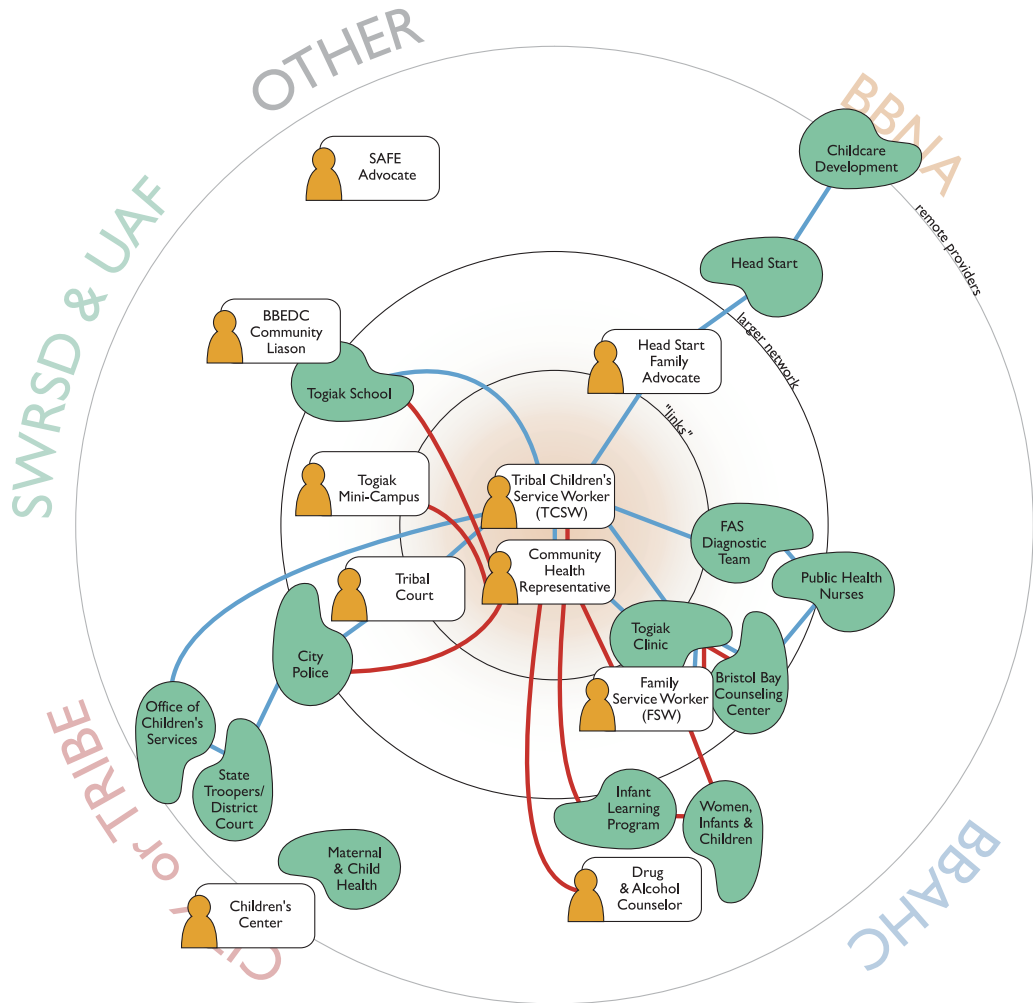 OTHER
BBNA
SWRSD & UAF
CITY or TRIBE
BBAHC
remote providers
larger network
"links"
SAFE
Advocate
Childcare
Development
Head Start
BBEDC
Community
Liason
Togiak School
Head Start
Family
Advocate
Togiak
Mini-Campus
Tribal Children's
Service Worker
(TCSW)
FAS
Diagnostic
Team
Community
Health
Representative
Public Health
Nurses
Tribal
Court
Togiak
Clinic
City
Police
Family
Service Worker
(FSW)
Bristol Bay
Counseling
Center
Office of
Children's
Services
State
Troopers/
District
Court
Infant
Learning
Program
Women,
Infants &
Children
Maternal
& Child
Health
Drug
& Alcohol
Counselor
Children's
Center